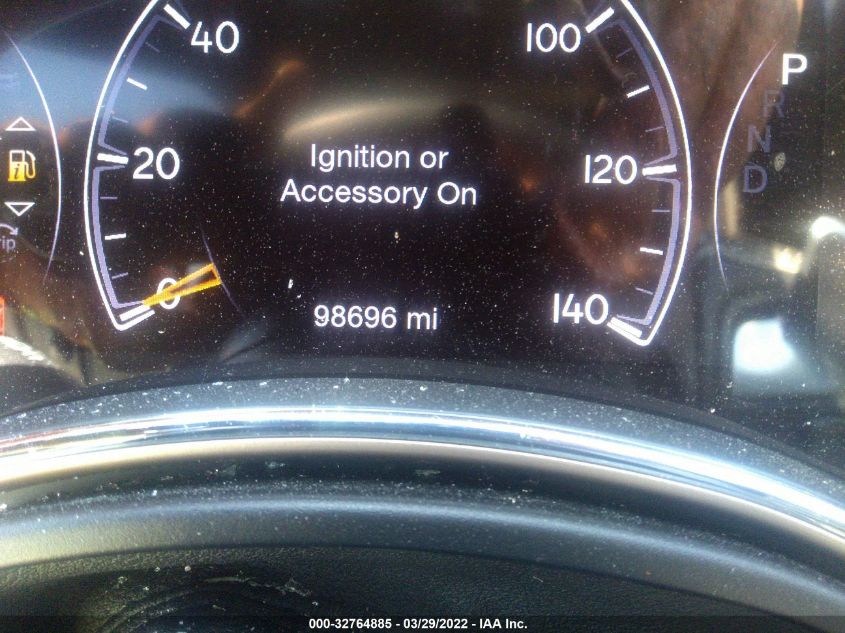 40
100
P
R
N
D
20
Ignition or
Accessory On
120
rip
0
98696 mi
140
000-32764885 - 03/29/2022 - IAA Inc.